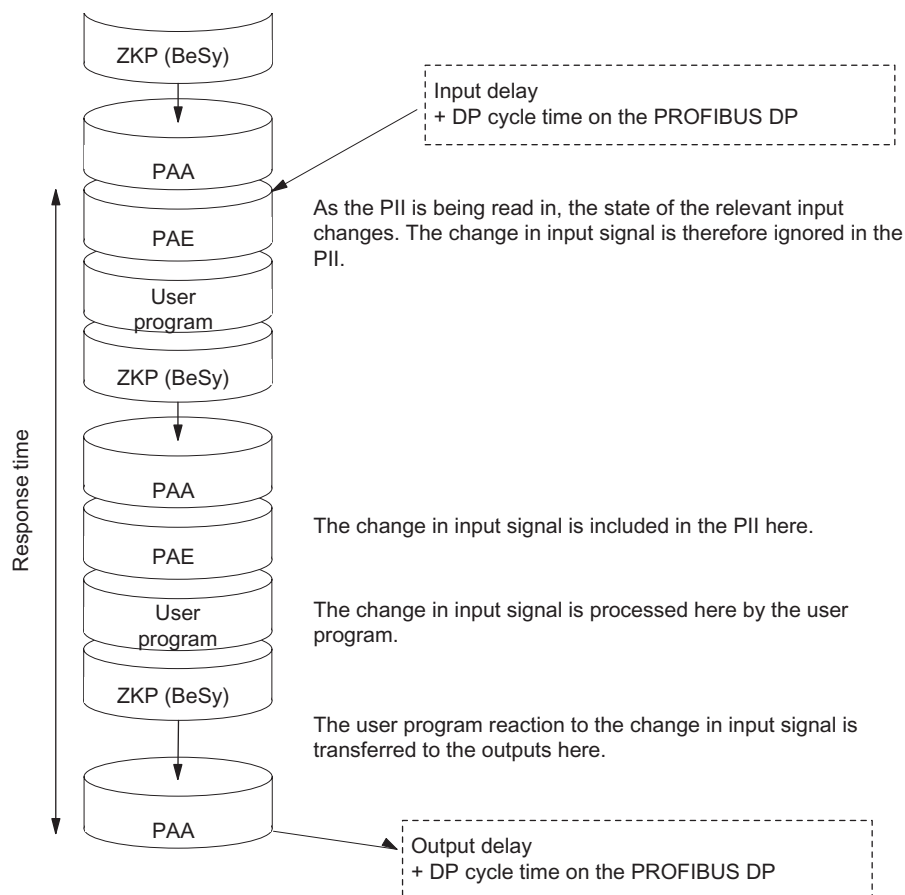 ZKP (BeSy)
Input delay
+ DP cycle time on the PROFIBUS DP
PAA
As the PII is being read in, the state of the relevant input
changes. The change in input signal is therefore ignored in the
PII.
PAE
User
program
ZKP (BeSy)
Response time
PAA
The change in input signal is included in the PII here.
PAE
The change in input signal is processed here by the user
program.
User
program
ZKP (BeSy)
The user program reaction to the change in input signal is
transferred to the outputs here.
PAA
Output delay
+ DP cycle time on the PROFIBUS DP